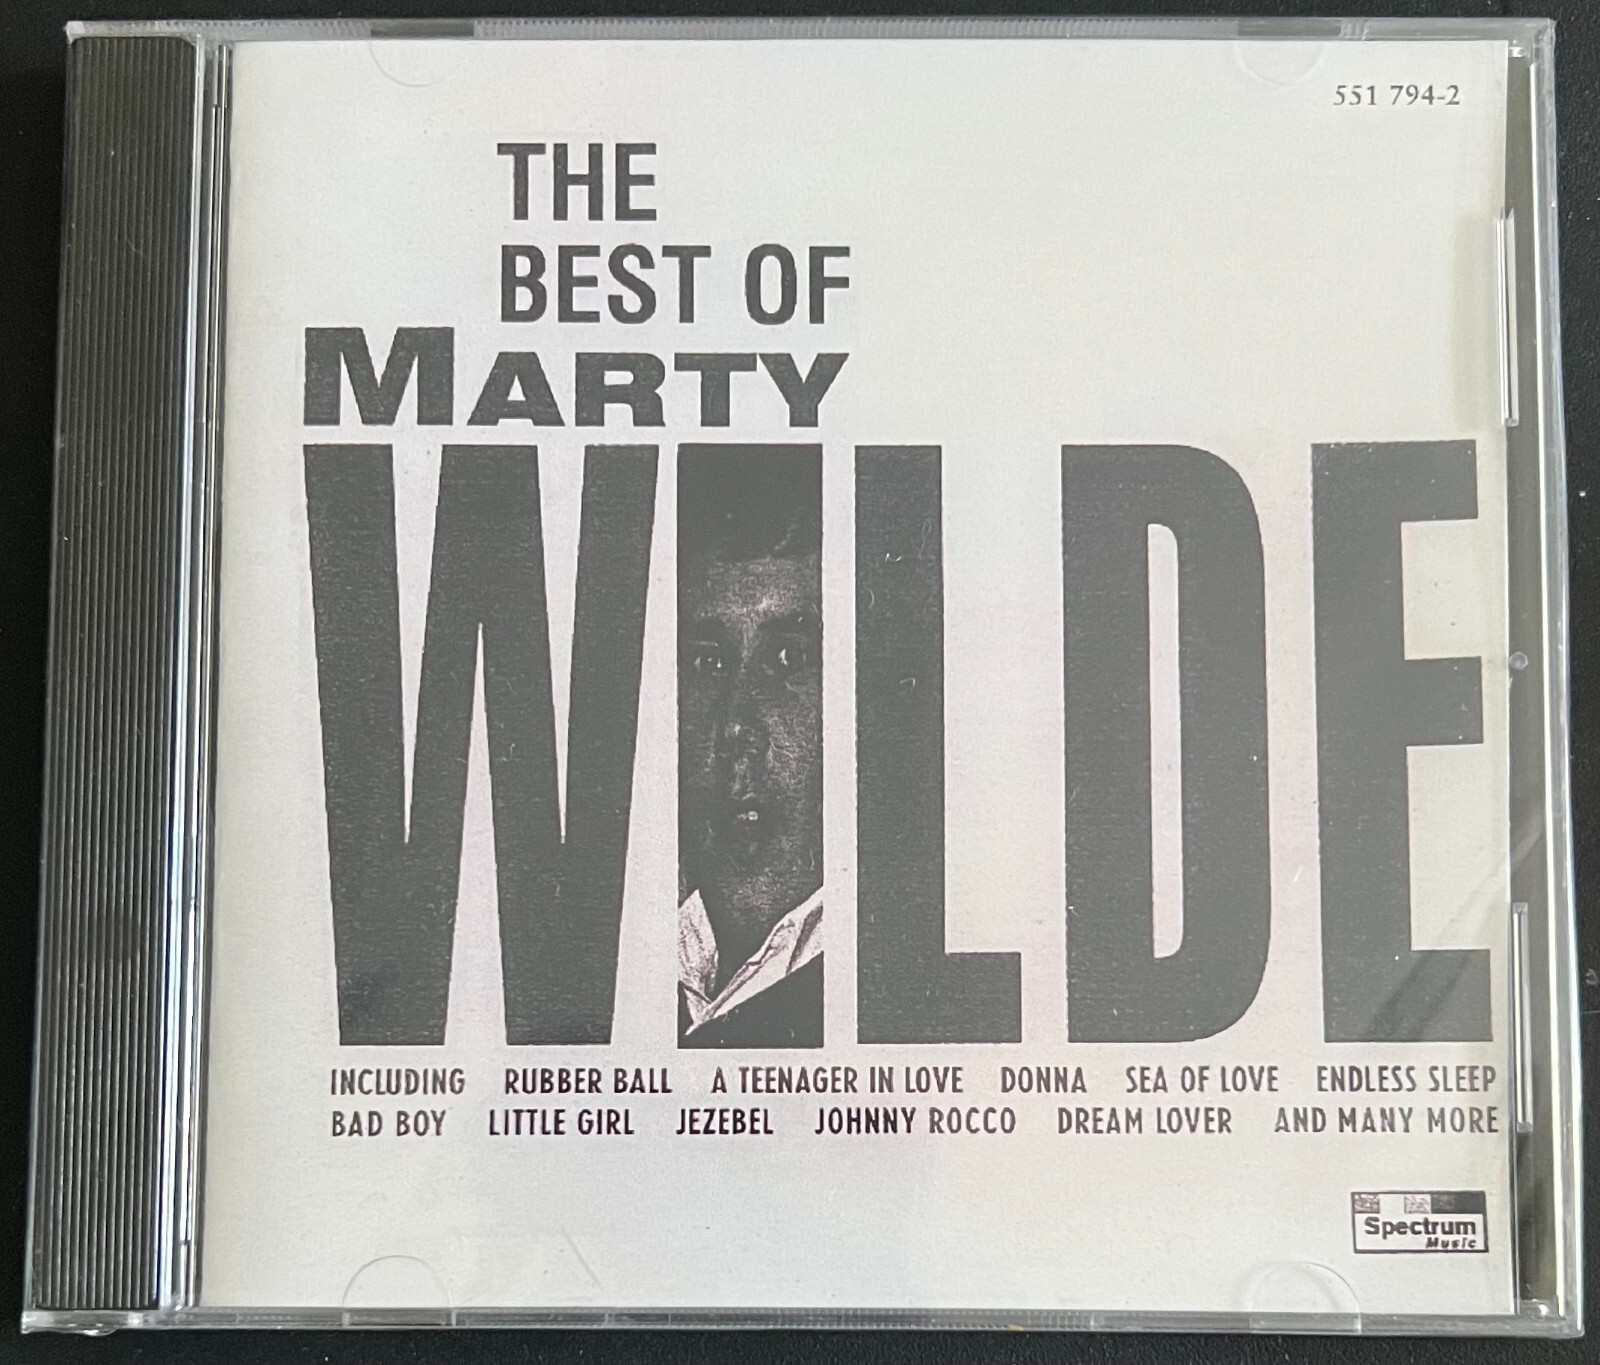 551 794-2
THE
BEST OF
MARTY
WILDE
INCLUDING RUBBER BALL A TEENAGER IN LOVE DONNA SEA OF LOVE ENDLESS SLEEP
BAD BOY LITTLE GIRL JEZEBEL JOHNNY ROCCO DREAM LOVER AND MANY MORE
Spectrum
Music